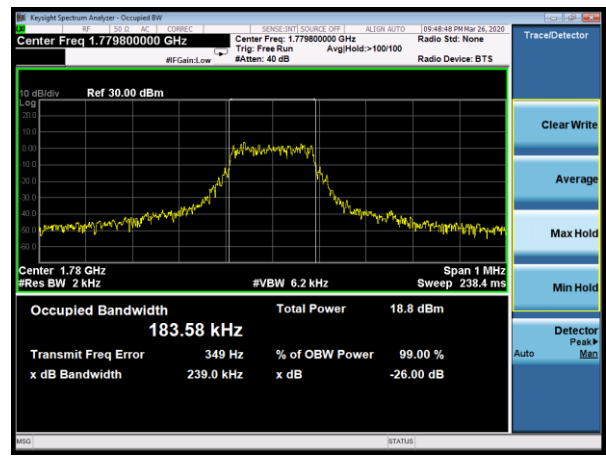 Keysight Spectrum Analyzer - Occupied BW
RF 50 Ω AC CORREC SENSE:INT SOURCE OFF ALIGN AUTO 09:48:48 PM Mar 26, 2020
Center Freq 1.779800000 GHz Center Freq: 1.779800000 GHz Radio Std: None
Trig: Free Run Avg|Hold:>100/100
#IFGain:Low #Atten: 40 dB Radio Device: BTS
Trace/Detector
10 dB/div Ref 30.00 dBm
Log
20.0
10.0
0.00
-10.0
-20.0
-30.0
-40.0
-50.0
-60.0
Center 1.78 GHz Span 1 MHz
#Res BW 2 kHz #VBW 6.2 kHz Sweep 238.4 ms
Occupied Bandwidth Total Power 18.8 dBm
183.58 kHz
Transmit Freq Error 349 Hz % of OBW Power 99.00 %
x dB Bandwidth 239.0 kHz x dB -26.00 dB
Clear Write
Average
Max Hold
Min Hold
Detector
Peak▶
Auto Man
MSG STATUS